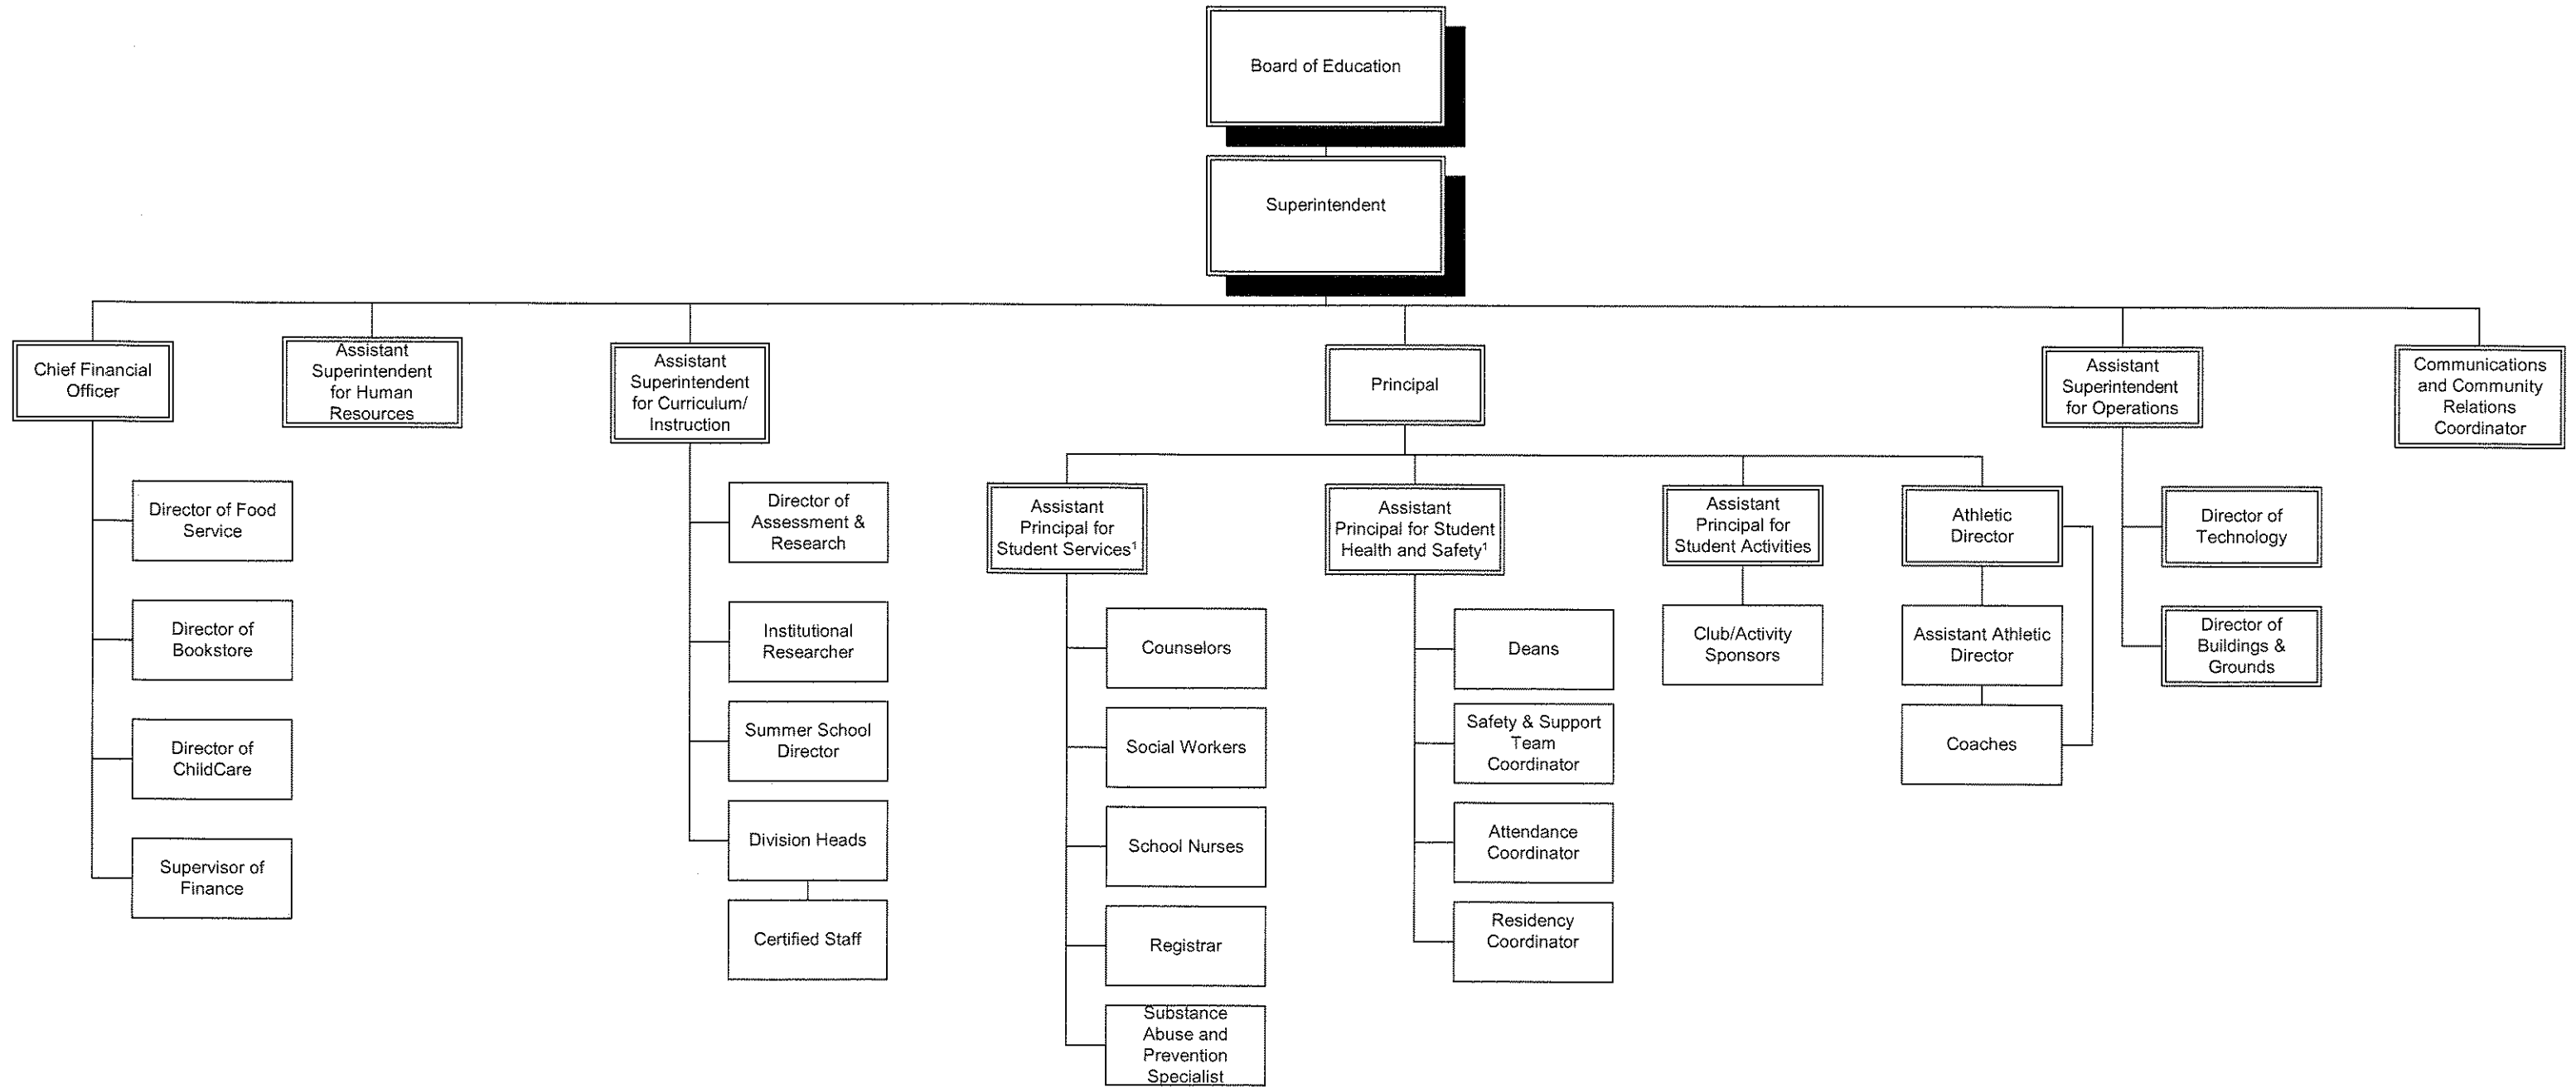 Board of Education
Superintendent
Chief Financial
Officer
Assistant
Superintendent
for Human
Resources
Assistant
Superintendent
for Curriculum/
Instruction
Principal
Assistant
Superintendent
for Operations
Communications
and Community
Relations
Coordinator
Director of Food
Service
Director of
Bookstore
Director of
ChildCare
Supervisor of
Finance
Director of
Assessment &
Research
Institutional
Researcher
Summer School
Director
Division Heads
Certified Staff
Assistant
Principal for
Student Services¹
Counselors
Social Workers
School Nurses
Registrar
Substance
Abuse and
Prevention
Specialist
Assistant
Principal for Student
Health and Safety¹
Deans
Safety & Support
Team
Coordinator
Attendance
Coordinator
Residency
Coordinator
Assistant
Principal for
Student Activities
Club/Activity
Sponsors
Athletic
Director
Assistant Athletic
Director
Coaches
Director of
Technology
Director of
Buildings &
Grounds